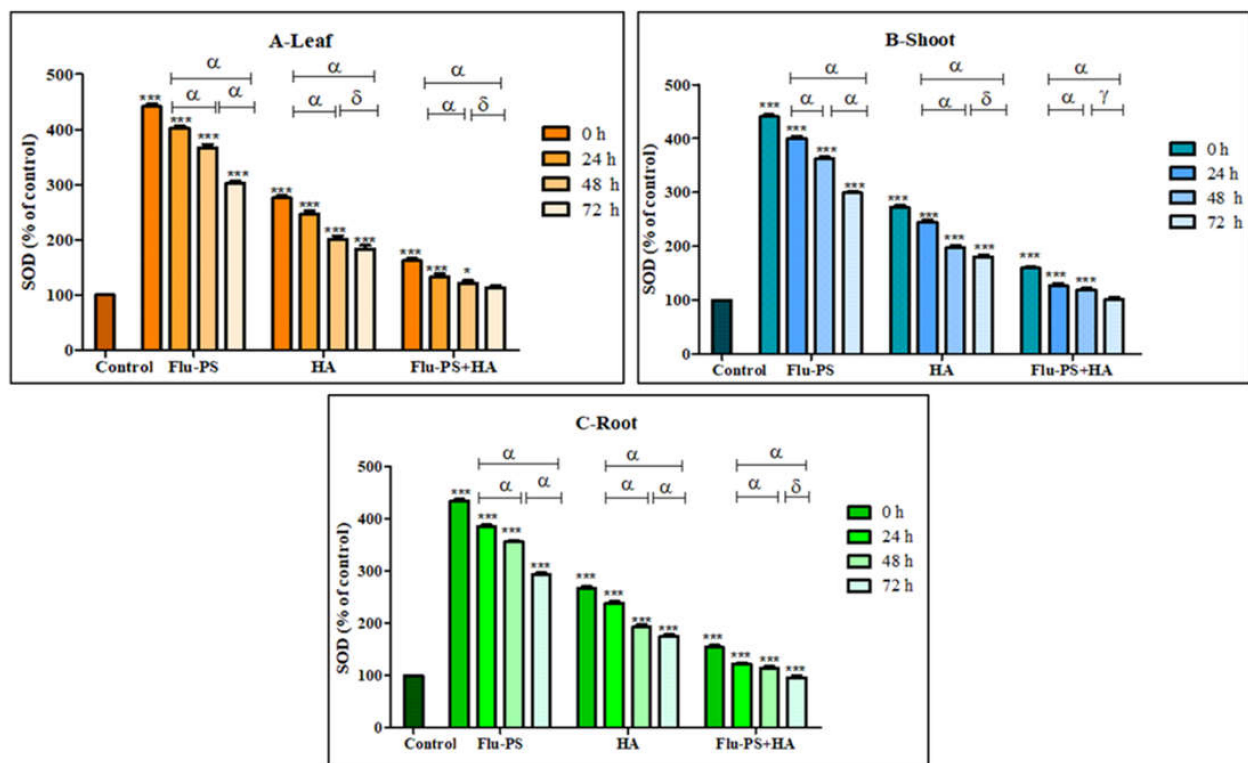 A-Leaf
α α α
α α α δ α δ
SOD (% of control)
500
400
300
200
100
0
*** *** *** ***
*** *** *** ***
*** *** *
0 h
24 h
48 h
72 h
Control Flu-PS HA Flu-PS+HA
B-Shoot
α α α
α α α δ α γ
SOD (% of control)
500
400
300
200
100
0
*** *** *** ***
*** *** *** ***
*** *** ***
0 h
24 h
48 h
72 h
Control Flu-PS HA Flu-PS+HA
C-Root
α α α
α α α α α δ
SOD (% of control)
500
400
300
200
100
0
*** *** *** ***
*** *** *** ***
*** *** *** ***
0 h
24 h
48 h
72 h
Control Flu-PS HA Flu-PS+HA